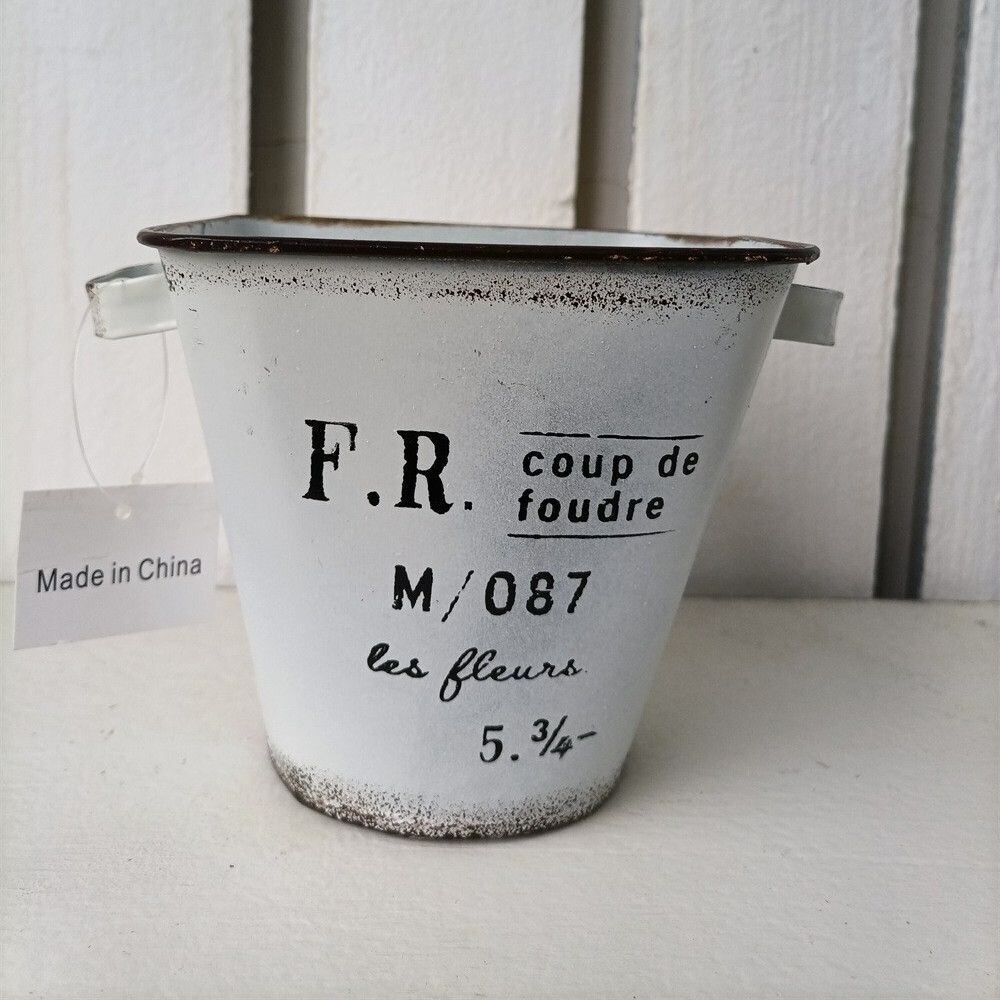 F.R. coup de
foudre
M/087
les fleurs.
5. 3/4-
Made in China